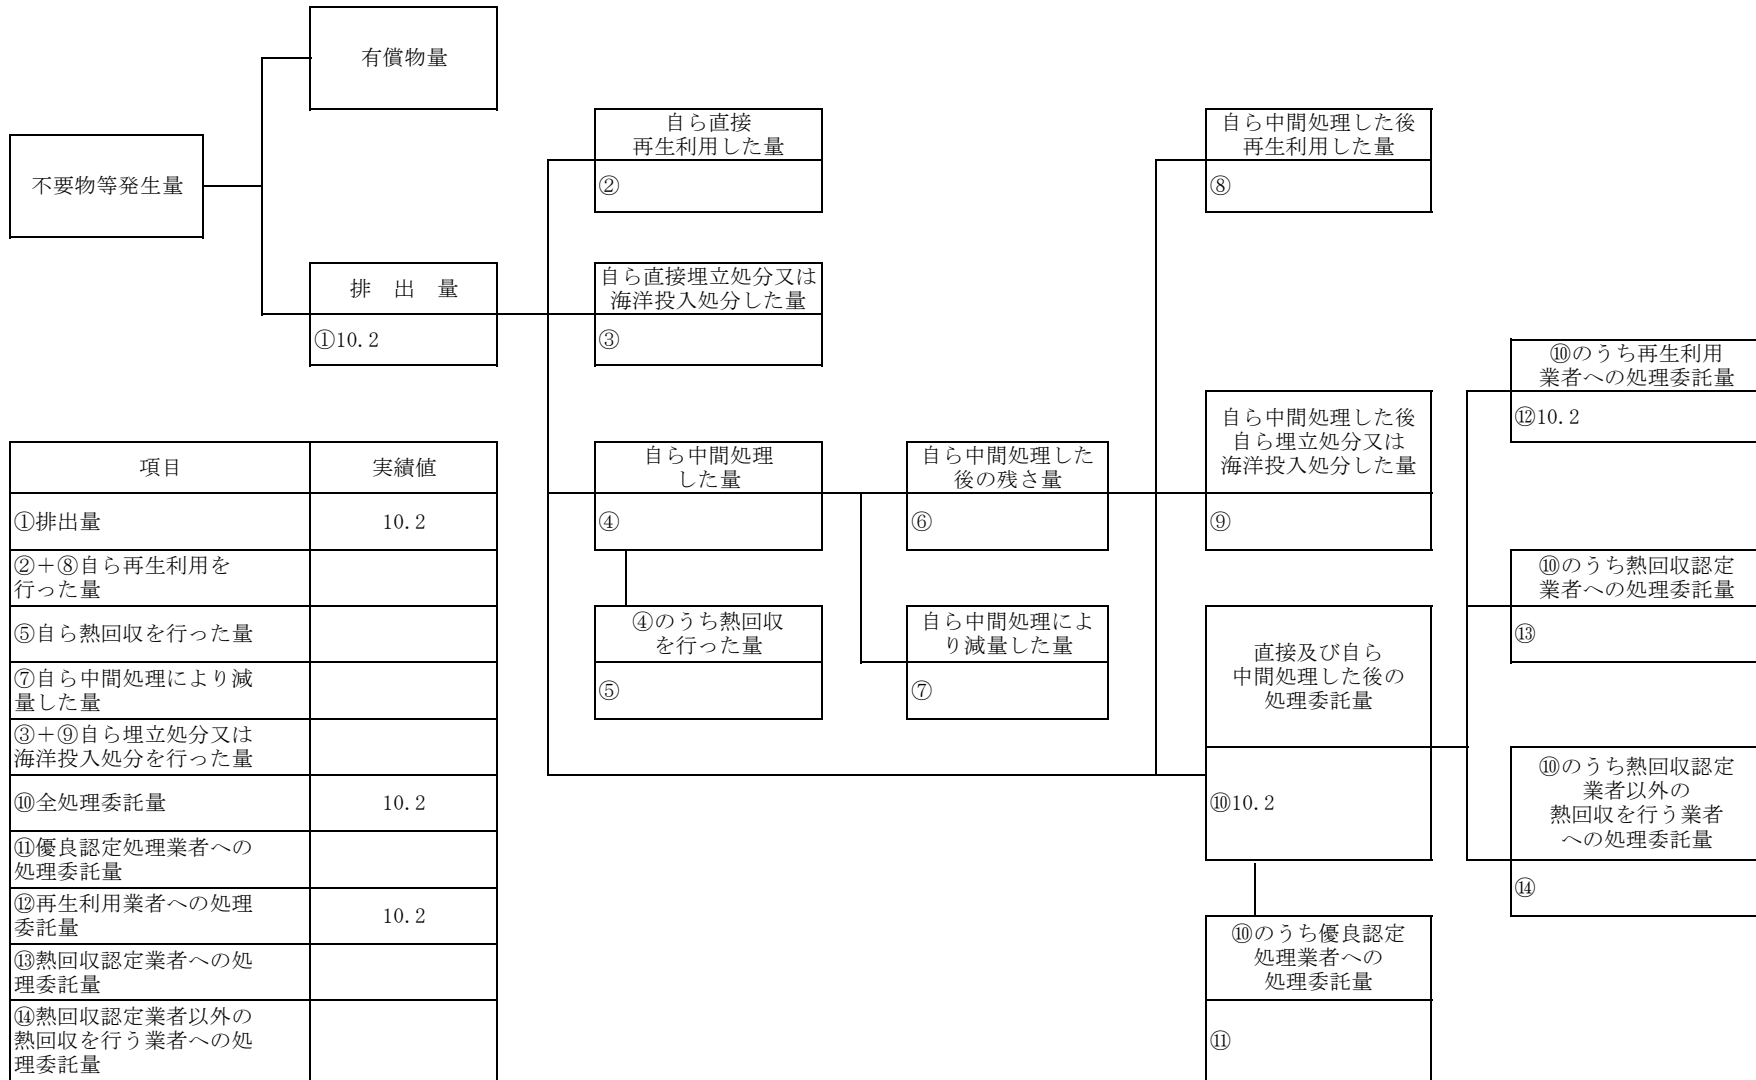 有償物量
不要物等発生量
排　出　量
①10.2
自ら直接
再生利用した量
②
自ら直接埋立処分又は
海洋投入処分した量
③
自ら中間処理
した量
④
④のうち熱回収
を行った量
⑤
自ら中間処理した
後の残さ量
⑥
自ら中間処理によ
り減量した量
⑦
自ら中間処理した後
再生利用した量
⑧
自ら中間処理した後
自ら埋立処分又は
海洋投入処分した量
⑨
直接及び自ら
中間処理した後の
処理委託量
⑩10.2
⑩のうち優良認定
処理業者への
処理委託量
⑪
⑩のうち再生利用
業者への処理委託量
⑫10.2
⑩のうち熱回収認定
業者への処理委託量
⑬
⑩のうち熱回収認定
業者以外の
熱回収を行う業者
への処理委託量
⑭
項目 実績値
①排出量 10.2
②＋⑧自ら再生利用を
行った量
⑤自ら熱回収を行った量
⑦自ら中間処理により減
量した量
③＋⑨自ら埋立処分又は
海洋投入処分を行った量
⑩全処理委託量 10.2
⑪優良認定処理業者への
処理委託量
⑫再生利用業者への処理
委託量 10.2
⑬熱回収認定業者への処
理委託量
⑭熱回収認定業者以外の
熱回収を行う業者への処
理委託量